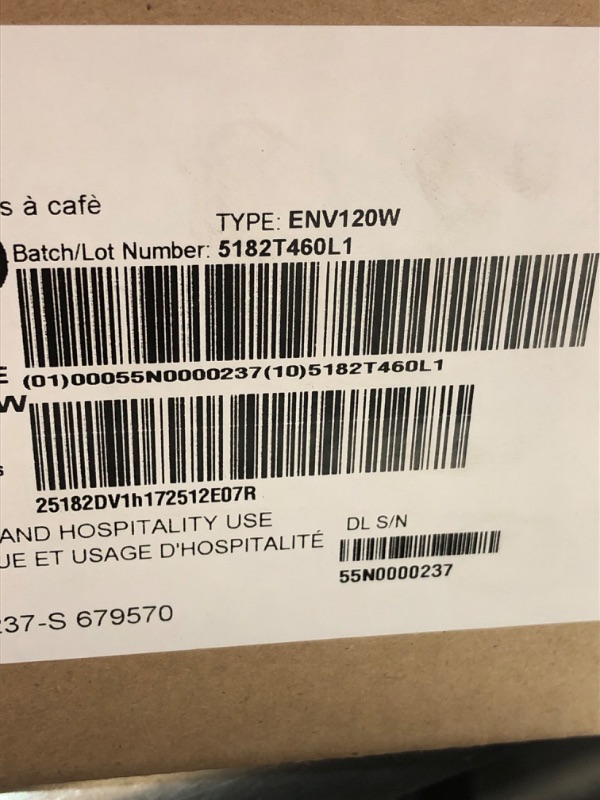 s à cafè
TYPE: ENV120W
Batch/Lot Number: 5182T460L1
(01)00055N0000237(10)5182T460L1
25182DV1h172512E07R
AND HOSPITALITY USE
UE ET USAGE D'HOSPITALITÉ
DL S/N
55N0000237
237-S 679570